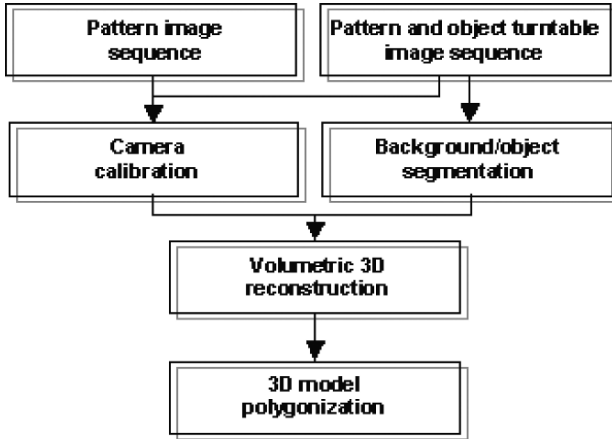 Pattern image
sequence
Pattern and object turntable
image sequence
Camera
calibration
Background/object
segmentation
Volumetric 3D
reconstruction
3D model
polygonization